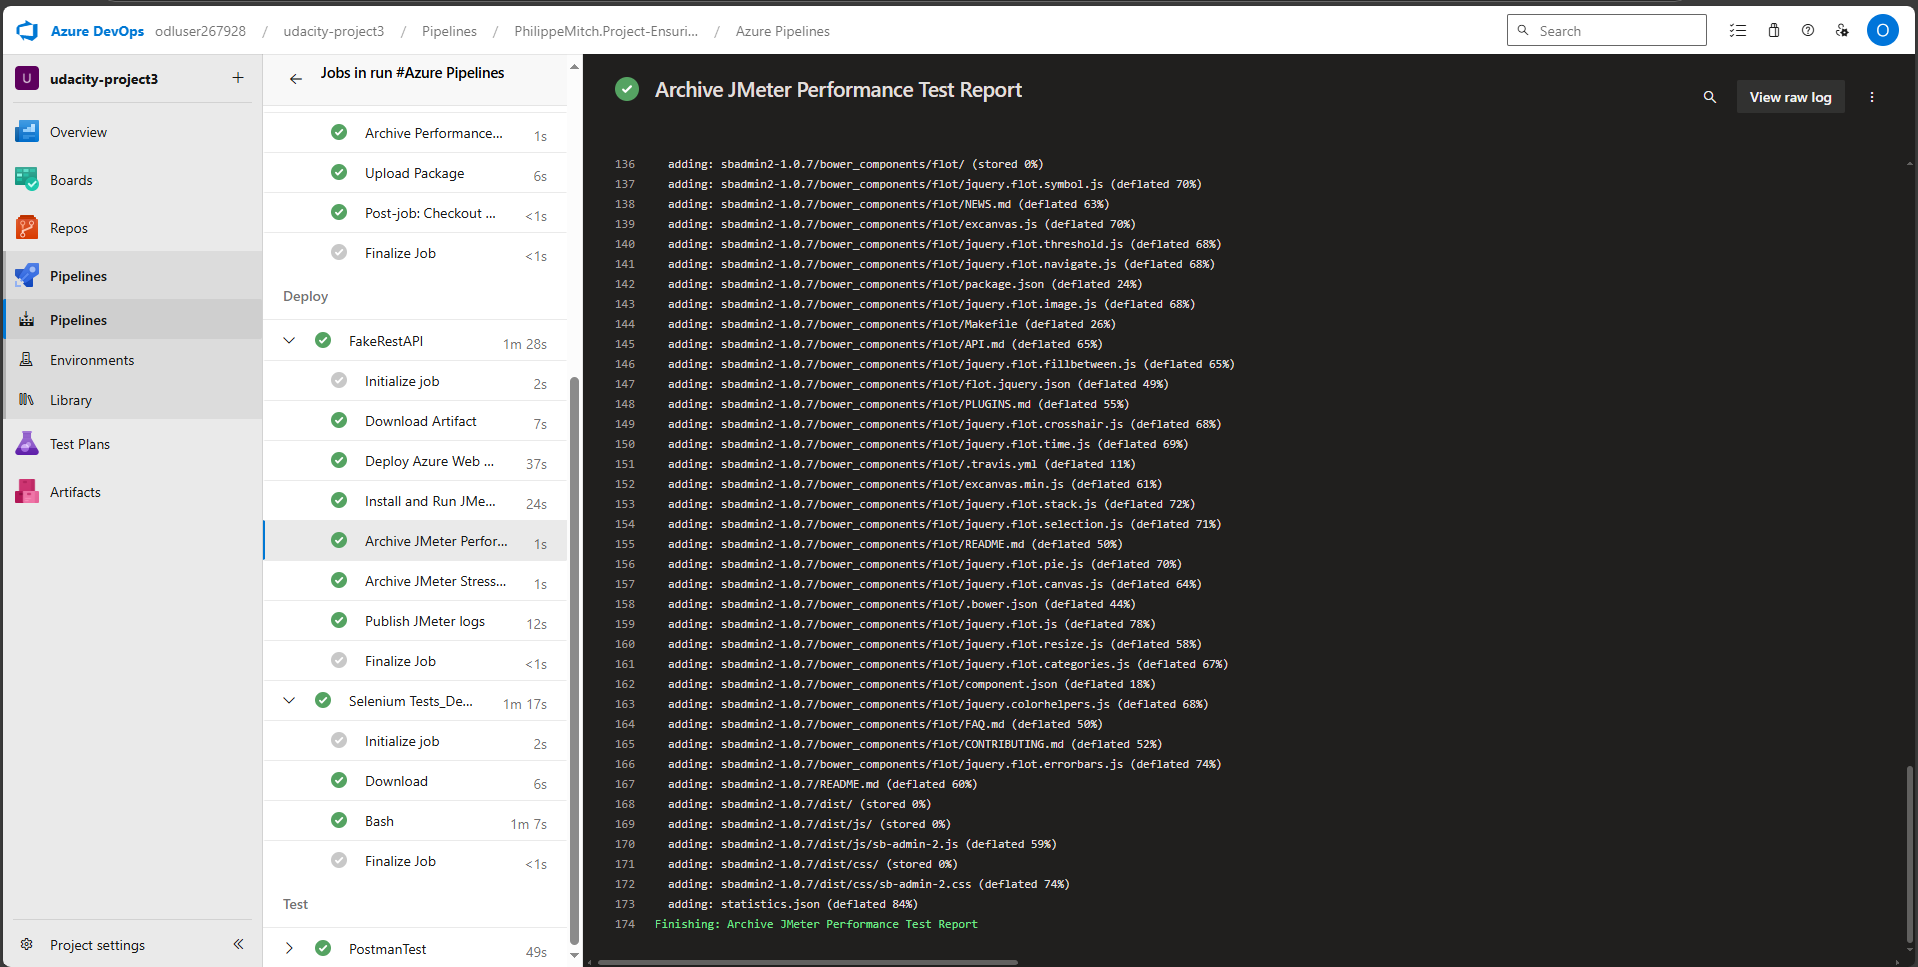 Azure DevOps odluser267928 / udacity-project3 / Pipelines / PhilippeMitch.Project-Ensuri... / Azure Pipelines
Search
O
U udacity-project3 +
Overview
Boards
Repos
Pipelines
Pipelines
Environments
Library
Test Plans
Artifacts
Project settings
Jobs in run #Azure Pipelines
Archive Performance... 1s
Upload Package 6s
Post-job: Checkout ... <1s
Finalize Job <1s
Deploy
FakeRestAPI 1m 28s
Initialize job 2s
Download Artifact 7s
Deploy Azure Web ... 37s
Install and Run JMe... 24s
Archive JMeter Perfor... 1s
Archive JMeter Stress... 1s
Publish JMeter logs 12s
Finalize Job <1s
Selenium Tests_De... 1m 17s
Initialize job 2s
Download 6s
Bash 1m 7s
Finalize Job <1s
Test
PostmanTest 49s
Archive JMeter Performance Test Report
View raw log
136 adding: sbadmin2-1.0.7/bower_components/flot/ (stored 0%)
137 adding: sbadmin2-1.0.7/bower_components/flot/jquery.flot.symbol.js (deflated 70%)
138 adding: sbadmin2-1.0.7/bower_components/flot/NEWS.md (deflated 63%)
139 adding: sbadmin2-1.0.7/bower_components/flot/excanvas.js (deflated 70%)
140 adding: sbadmin2-1.0.7/bower_components/flot/jquery.flot.threshold.js (deflated 68%)
141 adding: sbadmin2-1.0.7/bower_components/flot/jquery.flot.navigate.js (deflated 68%)
142 adding: sbadmin2-1.0.7/bower_components/flot/package.json (deflated 24%)
143 adding: sbadmin2-1.0.7/bower_components/flot/jquery.flot.image.js (deflated 68%)
144 adding: sbadmin2-1.0.7/bower_components/flot/Makefile (deflated 26%)
145 adding: sbadmin2-1.0.7/bower_components/flot/API.md (deflated 65%)
146 adding: sbadmin2-1.0.7/bower_components/flot/jquery.flot.fillbetween.js (deflated 65%)
147 adding: sbadmin2-1.0.7/bower_components/flot/flot.jquery.json (deflated 49%)
148 adding: sbadmin2-1.0.7/bower_components/flot/PLUGINS.md (deflated 55%)
149 adding: sbadmin2-1.0.7/bower_components/flot/jquery.flot.crosshair.js (deflated 68%)
150 adding: sbadmin2-1.0.7/bower_components/flot/jquery.flot.time.js (deflated 69%)
151 adding: sbadmin2-1.0.7/bower_components/flot/.travis.yml (deflated 11%)
152 adding: sbadmin2-1.0.7/bower_components/flot/excanvas.min.js (deflated 61%)
153 adding: sbadmin2-1.0.7/bower_components/flot/jquery.flot.stack.js (deflated 72%)
154 adding: sbadmin2-1.0.7/bower_components/flot/jquery.flot.selection.js (deflated 71%)
155 adding: sbadmin2-1.0.7/bower_components/flot/README.md (deflated 50%)
156 adding: sbadmin2-1.0.7/bower_components/flot/jquery.flot.pie.js (deflated 70%)
157 adding: sbadmin2-1.0.7/bower_components/flot/jquery.flot.canvas.js (deflated 64%)
158 adding: sbadmin2-1.0.7/bower_components/flot/.bower.json (deflated 44%)
159 adding: sbadmin2-1.0.7/bower_components/flot/jquery.flot.js (deflated 78%)
160 adding: sbadmin2-1.0.7/bower_components/flot/jquery.flot.resize.js (deflated 58%)
161 adding: sbadmin2-1.0.7/bower_components/flot/jquery.flot.categories.js (deflated 67%)
162 adding: sbadmin2-1.0.7/bower_components/flot/component.json (deflated 18%)
163 adding: sbadmin2-1.0.7/bower_components/flot/jquery.colorhelpers.js (deflated 68%)
164 adding: sbadmin2-1.0.7/bower_components/flot/FAQ.md (deflated 50%)
165 adding: sbadmin2-1.0.7/bower_components/flot/CONTRIBUTING.md (deflated 52%)
166 adding: sbadmin2-1.0.7/bower_components/flot/jquery.flot.errorbars.js (deflated 74%)
167 adding: sbadmin2-1.0.7/README.md (deflated 60%)
168 adding: sbadmin2-1.0.7/dist/ (stored 0%)
169 adding: sbadmin2-1.0.7/dist/js/ (stored 0%)
170 adding: sbadmin2-1.0.7/dist/js/sb-admin-2.js (deflated 59%)
171 adding: sbadmin2-1.0.7/dist/css/ (stored 0%)
172 adding: sbadmin2-1.0.7/dist/css/sb-admin-2.css (deflated 74%)
173 adding: statistics.json (deflated 84%)
174 Finishing: Archive JMeter Performance Test Report